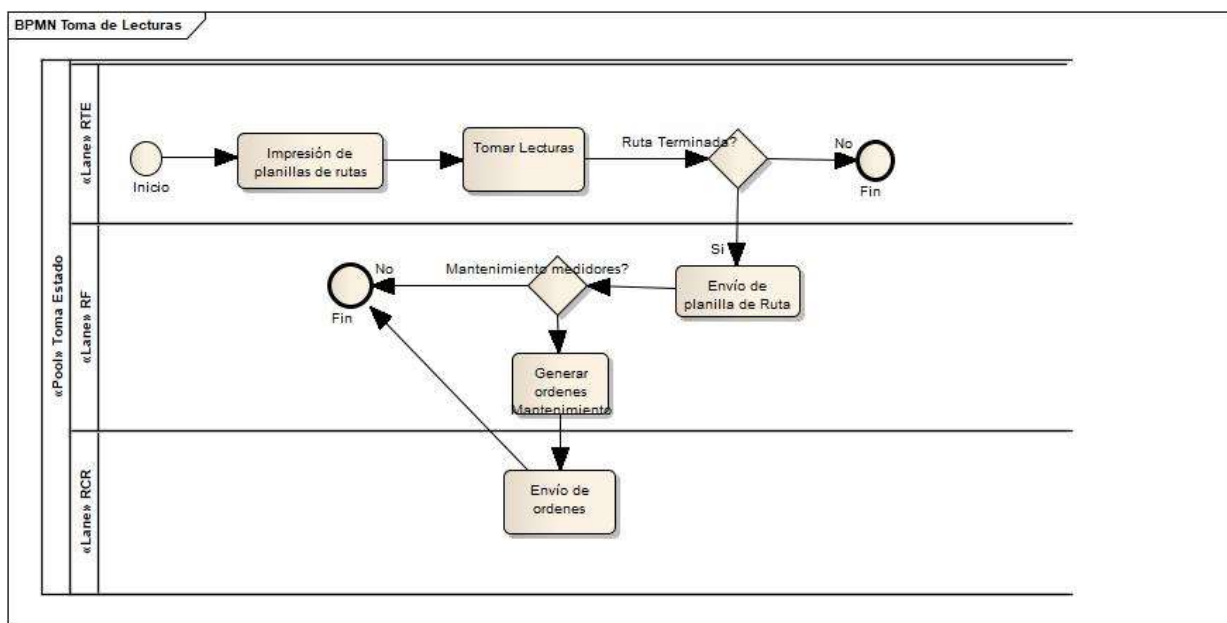 BPMN Toma de Lecturas
«Pool» Toma Estado
«Lane» RTE
Inicio
Impresión de
planillas de rutas
Tomar Lecturas
Ruta Terminada?
No
Fin
Si
«Lane» RF
Envío de
planilla de Ruta
Mantenimiento medidores?
No
Fin
Generar
ordenes
Mantenimiento
«Lane» RCR
Envío de
ordenes